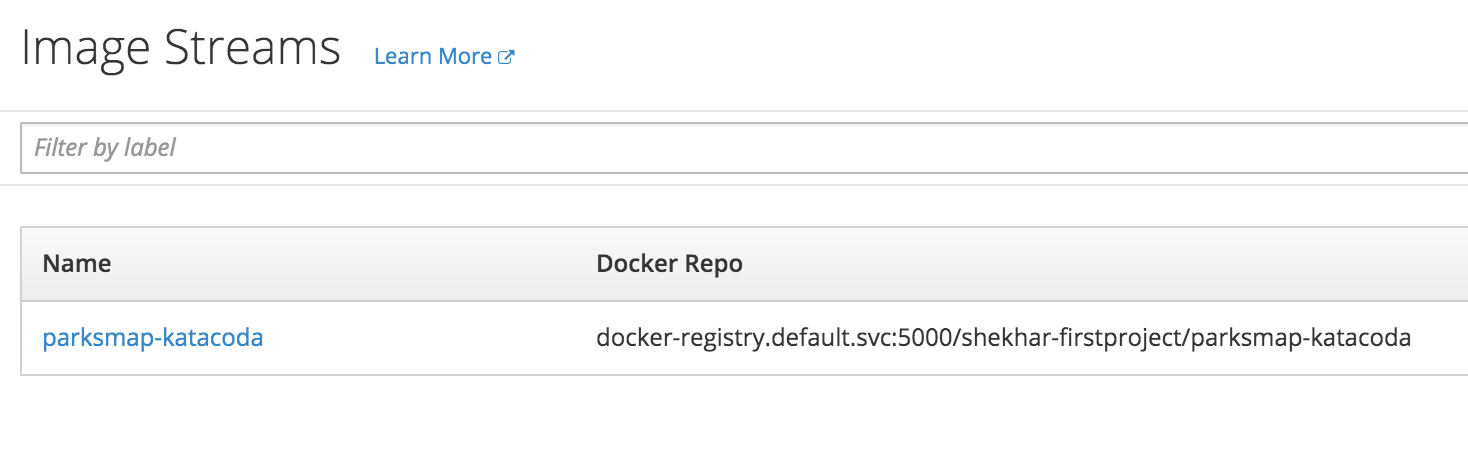 Image Streams Learn More
Filter by label
Name Docker Repo
parksmap-katacoda docker-registry.default.svc:5000/shekhar-firstproject/parksmap-katacoda